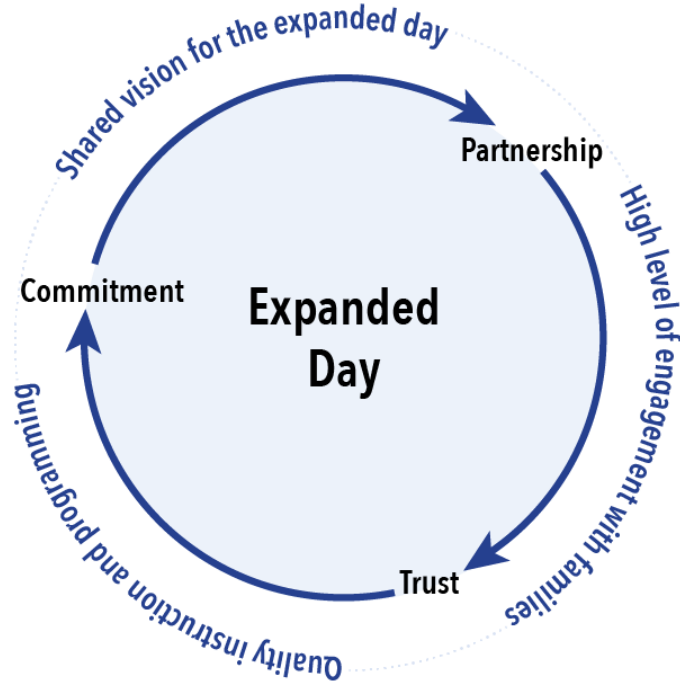 Shared vision for the expanded day
Partnership
High level of engagement with families
Commitment
Expanded
Day
Trust
Quality instruction and programming